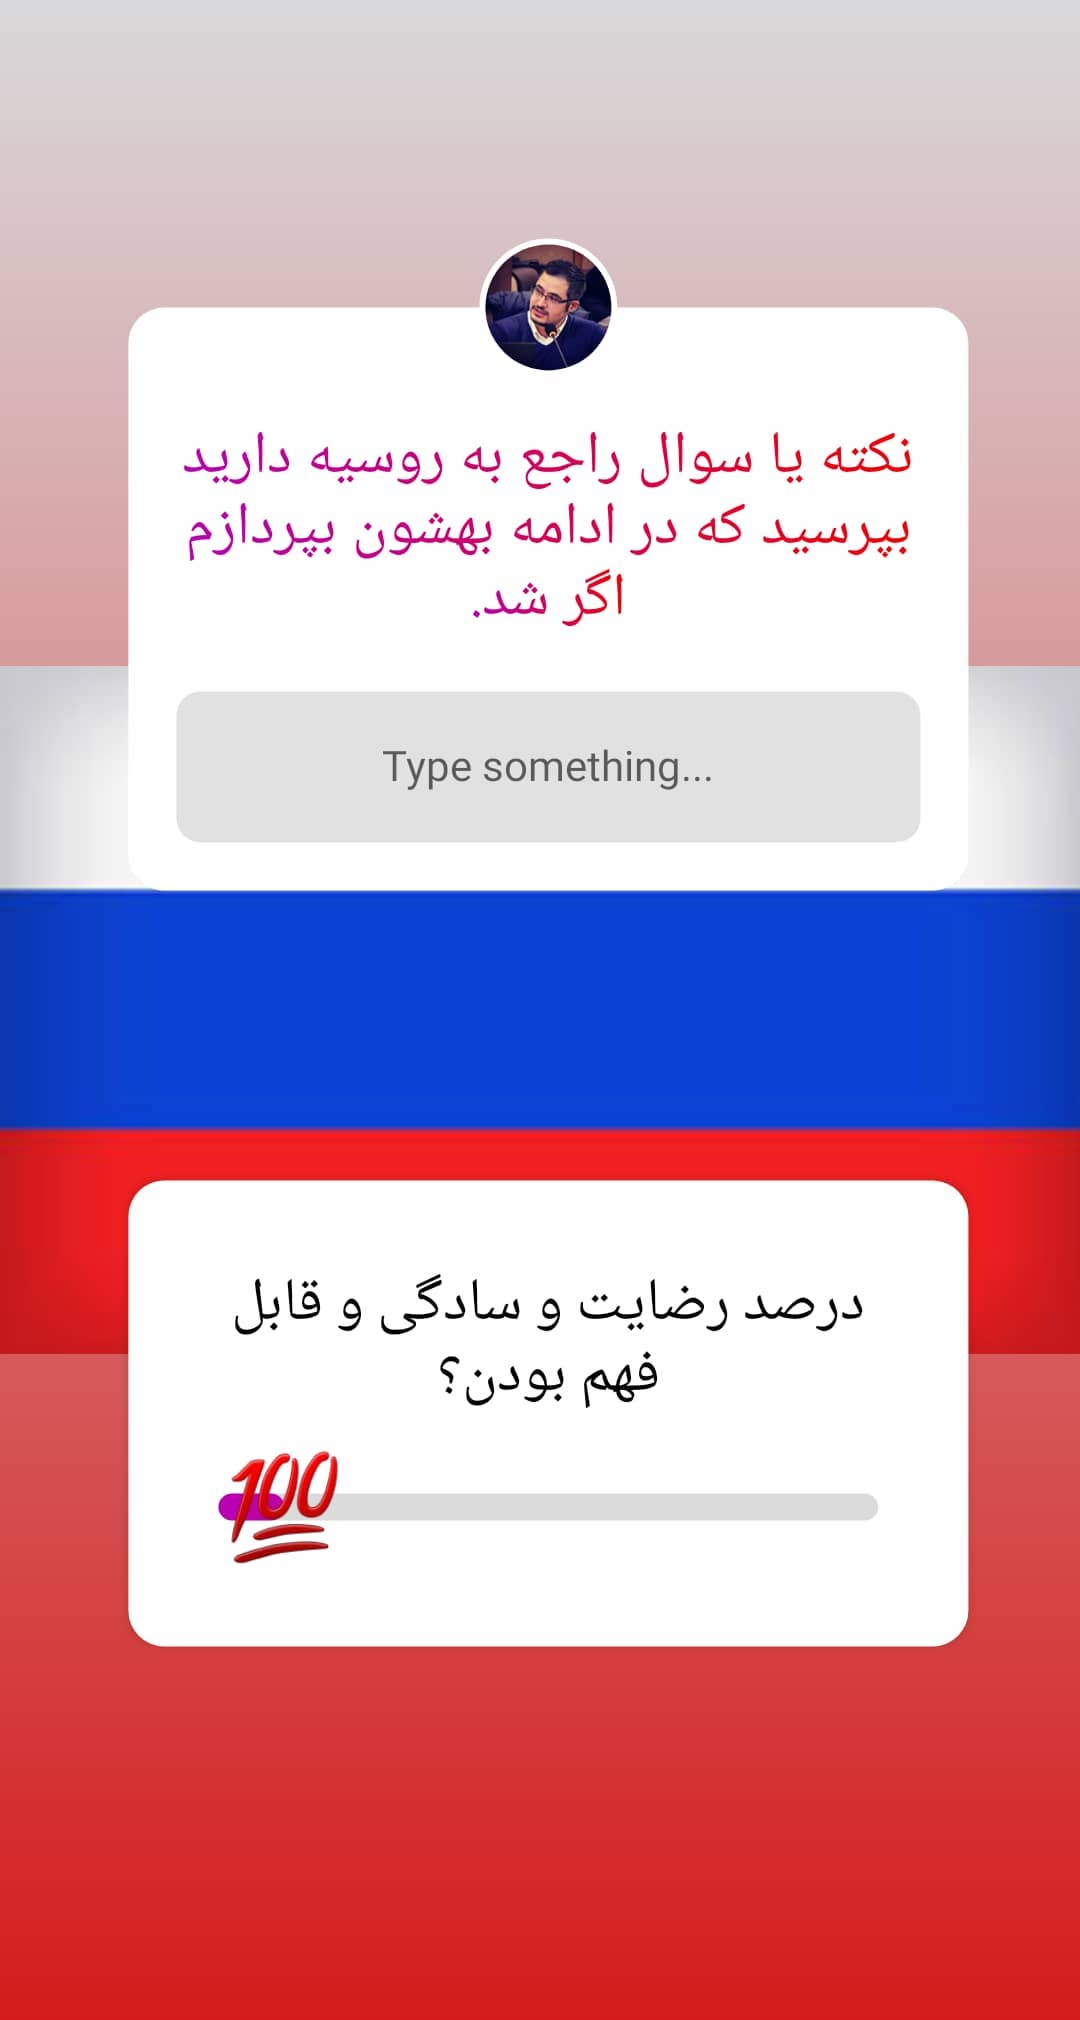 نکته یا سوال راجع به روسیه دارید
بپرسید که در ادامه بهشون بپردازم
اگر شد.
Type something...
درصد رضایت و سادگی و قابل
فهم بودن؟
💯